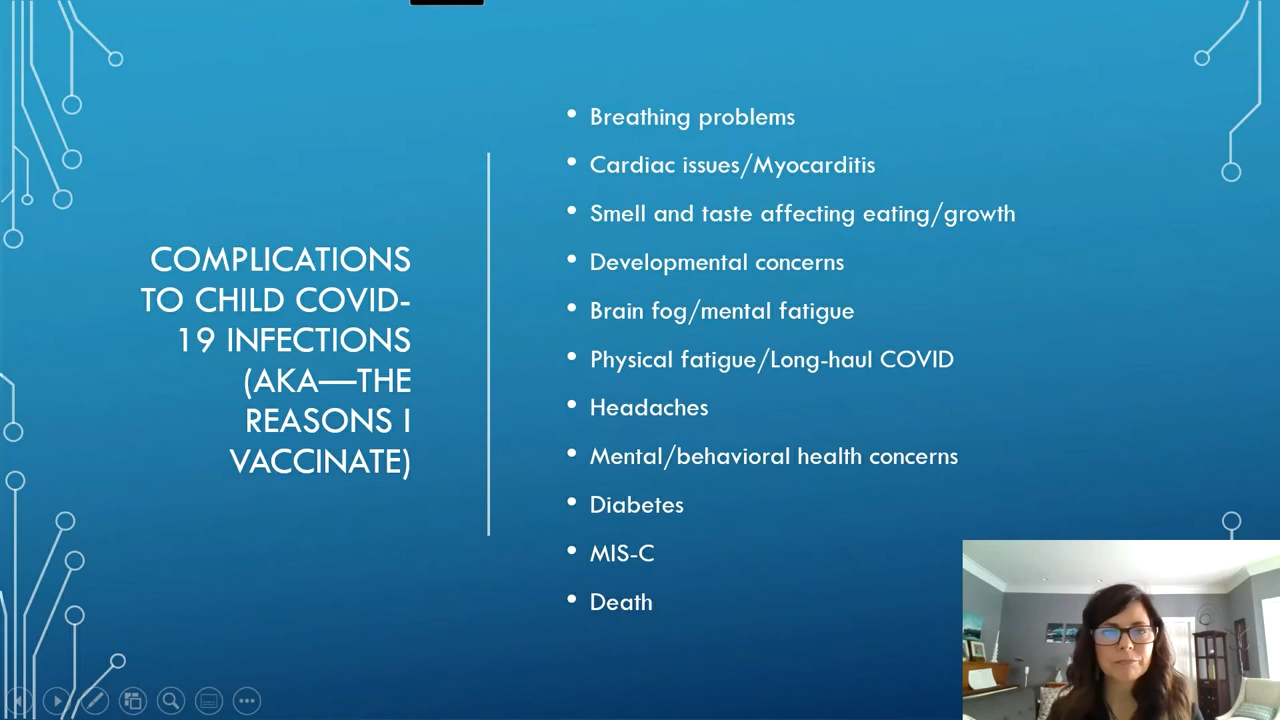 COMPLICATIONS
TO CHILD COVID-
19 INFECTIONS
(AKA—THE
REASONS I
VACCINATE)
• Breathing problems
• Cardiac issues/Myocarditis
• Smell and taste affecting eating/growth
• Developmental concerns
• Brain fog/mental fatigue
• Physical fatigue/Long-haul COVID
• Headaches
• Mental/behavioral health concerns
• Diabetes
• MIS-C
• Death